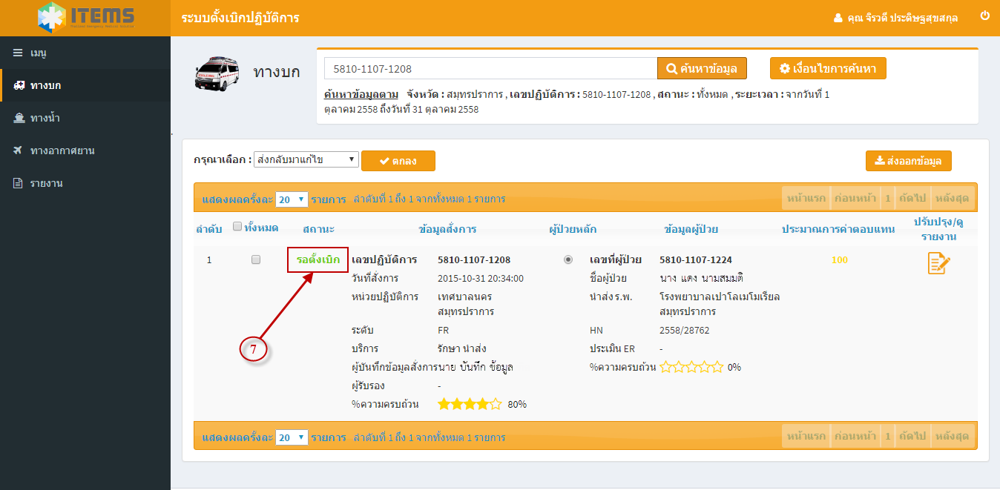 ITEMS
ระบบตั้งเบิกปฏิบัติการ
คุณ จิรวดี ประดิษฐสุขสกุล
เมนู
ทางบก
ทางน้ำ
ทางอากาศยาน
รายงาน
ทางบก
5810-1107-1208
ค้นหาข้อมูล
เงื่อนไขการค้นหา
ค้นหาข้อมูลตาม จังหวัด : สมุทรปราการ , เลขปฏิบัติการ : 5810-1107-1208 , สถานะ : ทั้งหมด , ระยะเวลา : จากวันที่ 1
ตุลาคม 2558 ถึงวันที่ 31 ตุลาคม 2558
กรุณาเลือก : ส่งกลับมาแก้ไข ตกลง ส่งออกข้อมูล
แสดงผลครั้งละ 20 รายการ ลำดับที่ 1 ถึง 1 จากทั้งหมด 1 รายการ หน้าแรก ก่อนหน้า 1 ถัดไป หลังสุด
ลำดับ ทั้งหมด สถานะ ข้อมูลสั่งการ ผู้ป่วยหลัก ข้อมูลผู้ป่วย ประมาณการค่าตอบแทน ปรับปรุง/ดู
รายงาน
1 รอตั้งเบิก เลขปฏิบัติการ 5810-1107-1208 เลขที่ผู้ป่วย 5810-1107-1224 100
วันที่สั่งการ 2015-10-31 20:34:00 ชื่อผู้ป่วย นาง แดง นามสมมติ
หน่วยปฏิบัติการ เทศบาลนคร นำส่ง ร.พ. โรงพยาบาลเปาโลเมโมเรียล
สมุทรปราการ สมุทรปราการ
ระดับ FR HN 2558/28762
7
บริการ รักษา นำส่ง ประเมิน ER -
ผู้บันทึกข้อมูลสั่งการ นาย บันทึก ข้อมูล %ความครบถ้วน 0%
ผู้รับรอง -
%ความครบถ้วน 80%
แสดงผลครั้งละ 20 รายการ ลำดับที่ 1 ถึง 1 จากทั้งหมด 1 รายการ หน้าแรก ก่อนหน้า 1 ถัดไป หลังสุด